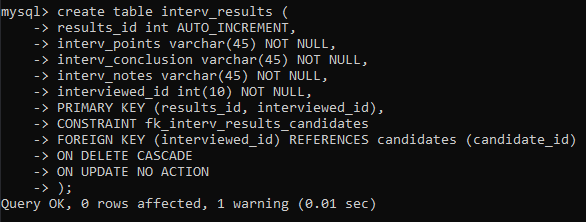 mysql> create table interv_results (
    -> results_id int AUTO_INCREMENT,
    -> interv_points varchar(45) NOT NULL,
    -> interv_conclusion varchar(45) NOT NULL,
    -> interv_notes varchar(45) NOT NULL,
    -> interviewed_id int(10) NOT NULL,
    -> PRIMARY KEY (results_id, interviewed_id),
    -> CONSTRAINT fk_interv_results_candidates
    -> FOREIGN KEY (interviewed_id) REFERENCES candidates (candidate_id)
    -> ON DELETE CASCADE
    -> ON UPDATE NO ACTION
    -> );
Query OK, 0 rows affected, 1 warning (0.01 sec)